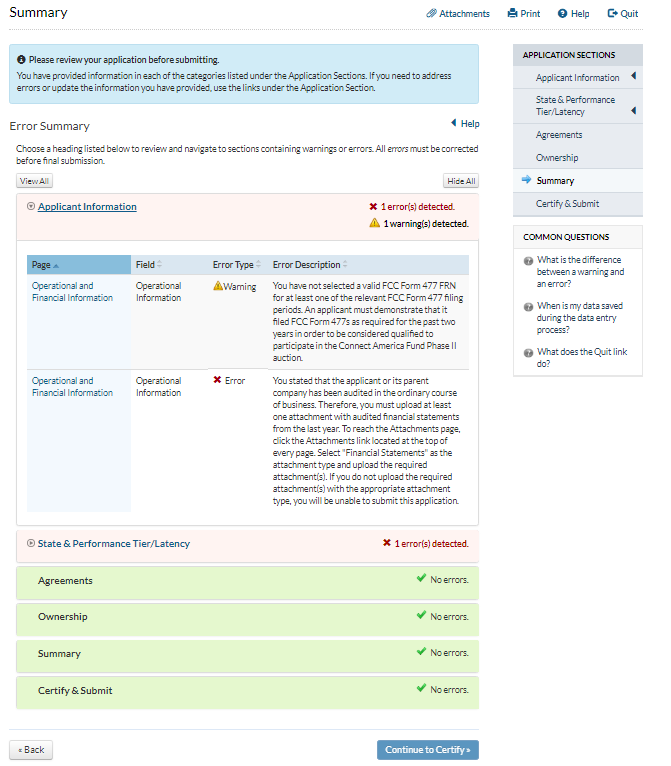 Summary
Attachments Print Help Quit
Please review your application before submitting.
You have provided information in each of the categories listed under the Application Sections. If you need to address
errors or update the information you have provided, use the links under the Application Section.
Error Summary
Help
Choose a heading listed below to review and navigate to sections containing warnings or errors. All errors must be corrected
before final submission.
View All
Hide All
Applicant Information
1 error(s) detected.
1 warning(s) detected.
Page Field Error Type Error Description
Operational and
Financial Information
Operational
Information
Warning
You have not selected a valid FCC Form 477 FRN
for at least one of the relevant FCC Form 477 filing
periods. An applicant must demonstrate that it
filed FCC Form 477s as required for the past two
years in order to be considered qualified to
participate in the Connect America Fund Phase II
auction.
Operational and
Financial Information
Operational
Information
Error
You stated that the applicant or its parent
company has been audited in the ordinary course
of business. Therefore, you must upload at least
one attachment with audited financial statements
from the last year. To reach the Attachments page,
click the Attachments link located at the top of
every page. Select "Financial Statements" as the
attachment type and upload the required
attachment(s). If you do not upload the required
attachment(s) with the appropriate attachment
type, you will be unable to submit this application.
State & Performance Tier/Latency
1 error(s) detected.
Agreements
No errors.
Ownership
No errors.
Summary
No errors.
Certify & Submit
No errors.
« Back
Continue to Certify »
APPLICATION SECTIONS
Applicant Information
State & Performance
Tier/Latency
Agreements
Ownership
Summary
Certify & Submit
COMMON QUESTIONS
What is the difference
between a warning and
an error?
When is my data saved
during the data entry
process?
What does the Quit link
do?